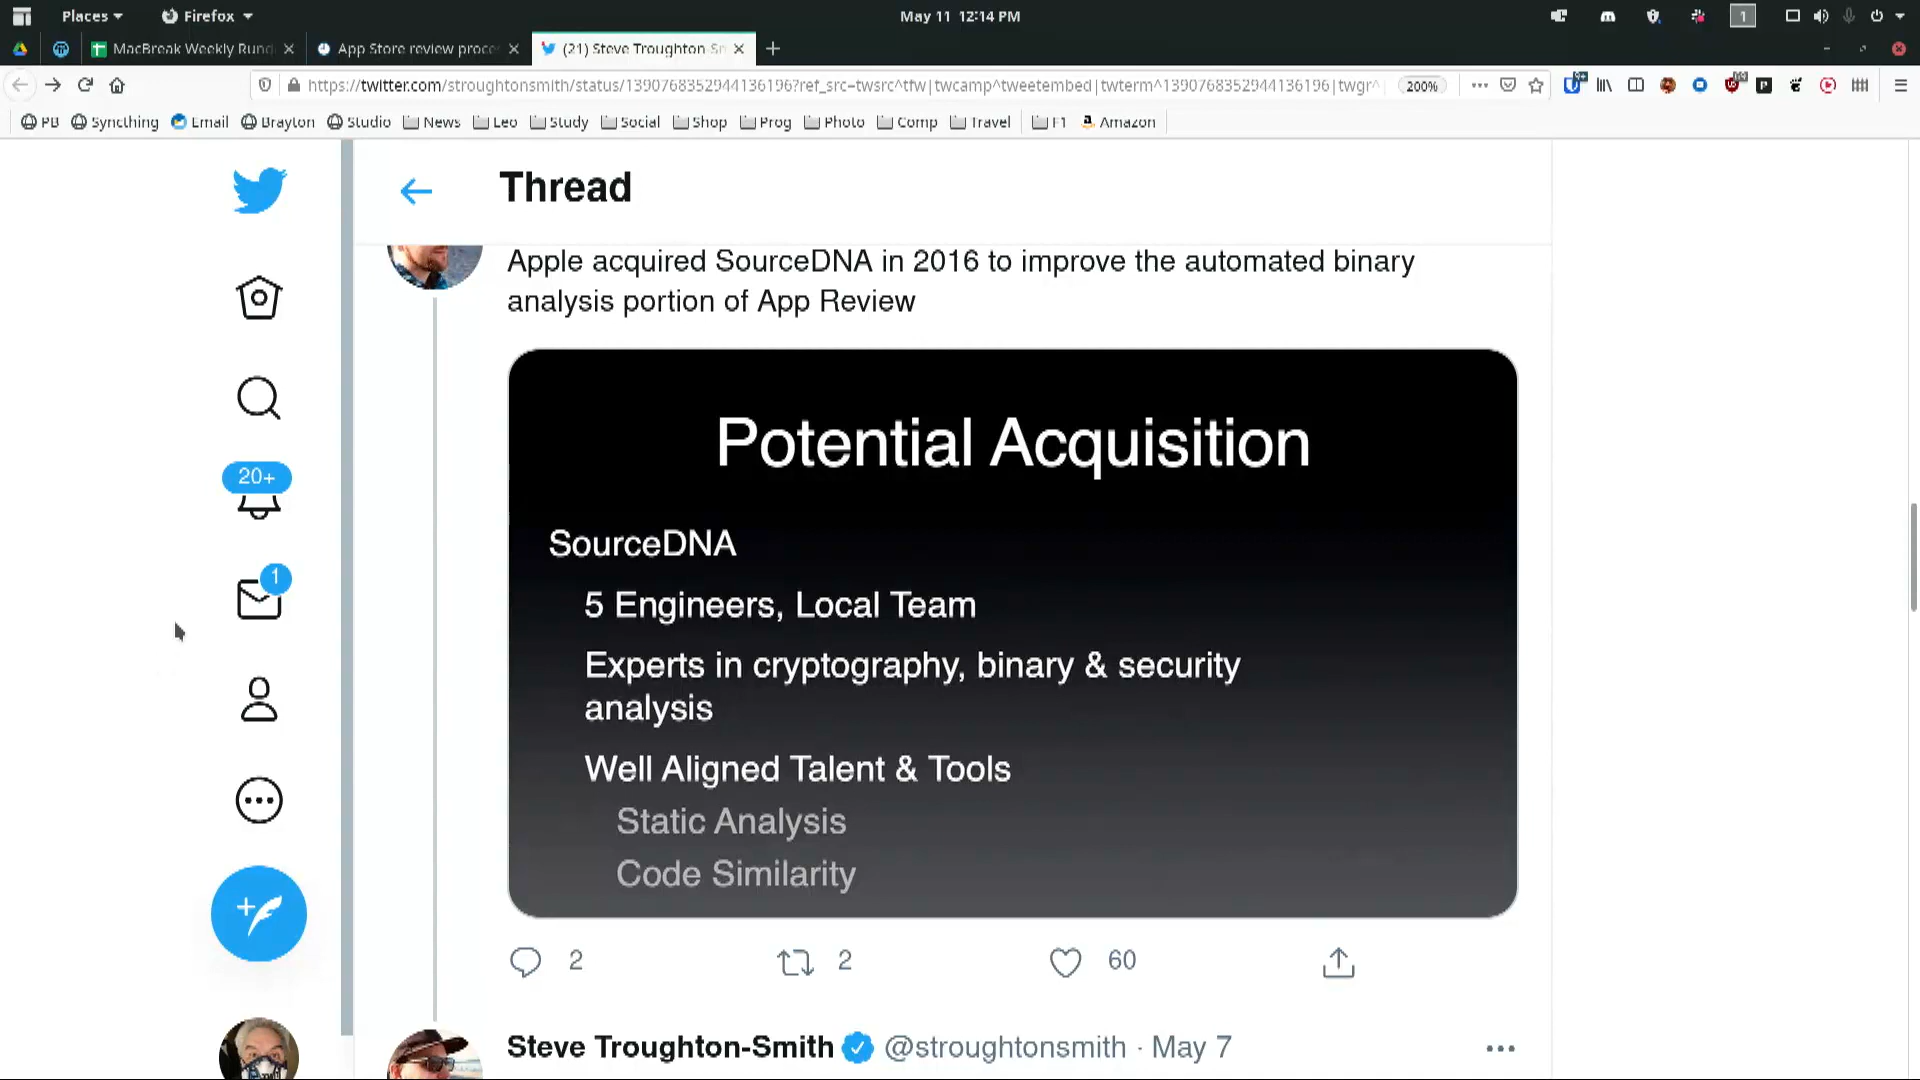 Places
Firefox
May 11 12:14 PM
1
MacBreak Weekly Rund
App Store review proce
(21) Steve Troughton-Sm
https://twitter.com/stroughtonsmith/status/1390768352944136196?ref_src=twsrc^tfw|twcamp^tweetembed|twterm^1390768352944136196|twgr^
200%
PB
Syncthing
Email
Brayton
Studio
News
Leo
Study
Social
Shop
Prog
Photo
Comp
Travel
F1
Amazon
Thread
Apple acquired SourceDNA in 2016 to improve the automated binary
analysis portion of App Review
Potential Acquisition
SourceDNA
5 Engineers, Local Team
Experts in cryptography, binary & security
analysis
Well Aligned Talent & Tools
Static Analysis
Code Similarity
20+
1
2
2
60
Steve Troughton-Smith @stroughtonsmith · May 7